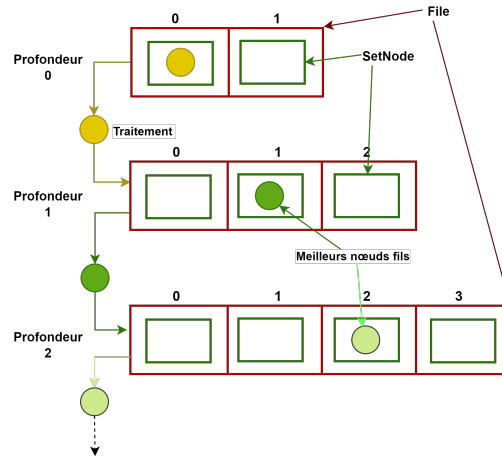 0 1 File
Profondeur
0
SetNode
Traitement
0 1 2
Profondeur
1
Meilleurs nœuds fils
0 1 2 3
Profondeur
2